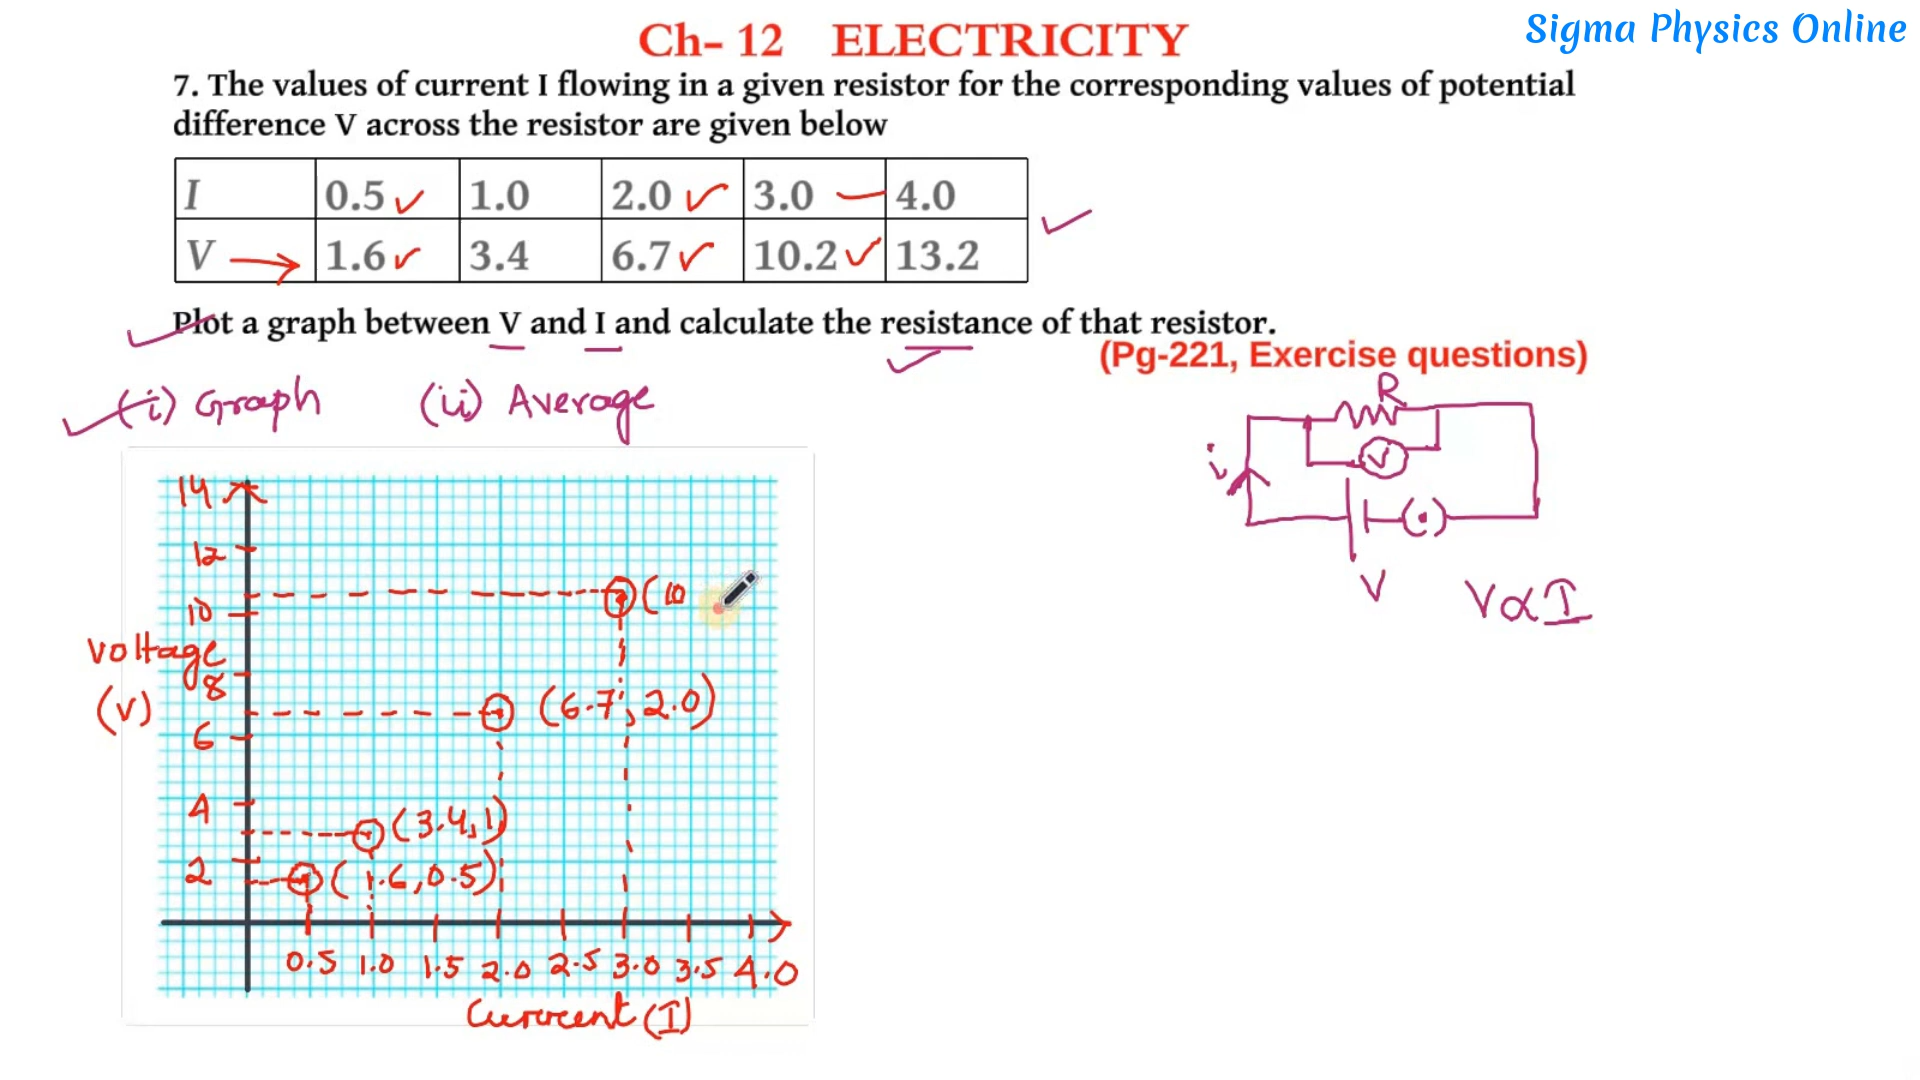 Ch- 12 ELECTRICITY
Sigma Physics Online
7. The values of current I flowing in a given resistor for the corresponding values of potential
difference V across the resistor are given below
I 0.5 1.0 2.0 3.0 4.0
V 1.6 3.4 6.7 10.2 13.2
Plot a graph between V and I and calculate the resistance of that resistor.
(Pg-221, Exercise questions)
(i) Graph (ii) Average
R
V
i
V
V∝I
14
12
10
8
6
4
2
Voltage
(V)
(10
(6.7, 2.0)
(3.4,1)
(1.6,0.5)
0.5 1.0 1.5 2.0 2.5 3.0 3.5 4.0
Current (I)